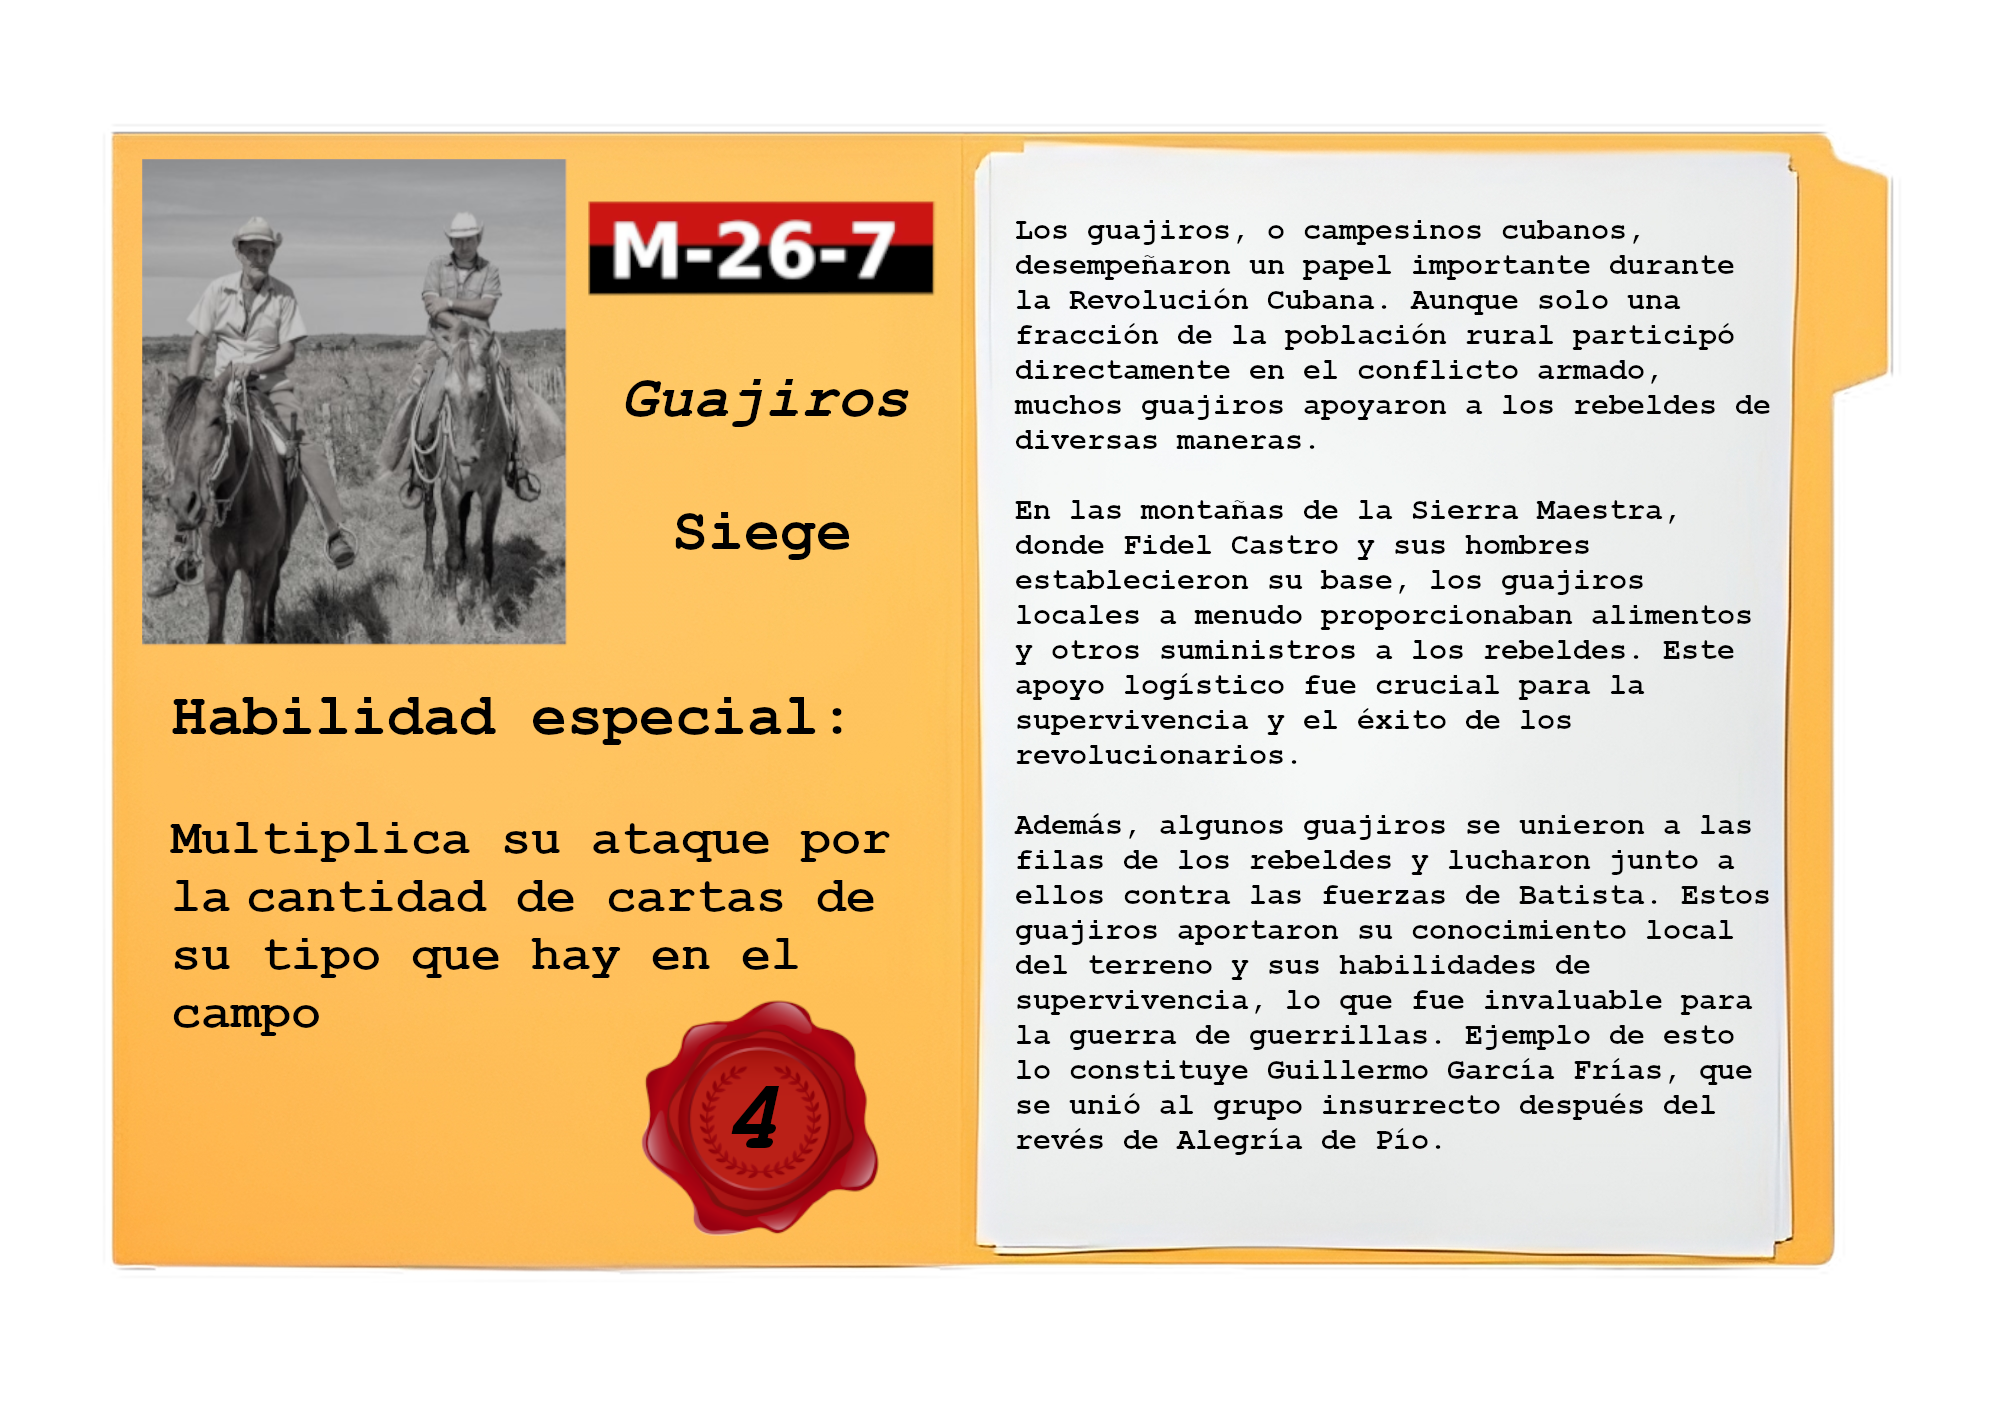 M-26-7
Guajiros
Siege
Habilidad especial:
Multiplica su ataque por
la cantidad de cartas de
su tipo que hay en el
campo
4
Los guajiros, o campesinos cubanos,
desempeñaron un papel importante durante
la Revolución Cubana. Aunque solo una
fracción de la población rural participó
directamente en el conflicto armado,
muchos guajiros apoyaron a los rebeldes de
diversas maneras.
En las montañas de la Sierra Maestra,
donde Fidel Castro y sus hombres
establecieron su base, los guajiros
locales a menudo proporcionaban alimentos
y otros suministros a los rebeldes. Este
apoyo logístico fue crucial para la
supervivencia y el éxito de los
revolucionarios.
Además, algunos guajiros se unieron a las
filas de los rebeldes y lucharon junto a
ellos contra las fuerzas de Batista. Estos
guajiros aportaron su conocimiento local
del terreno y sus habilidades de
supervivencia, lo que fue invaluable para
la guerra de guerrillas. Ejemplo de esto
lo constituye Guillermo García Frías, que
se unió al grupo insurrecto después del
revés de Alegría de Pío.